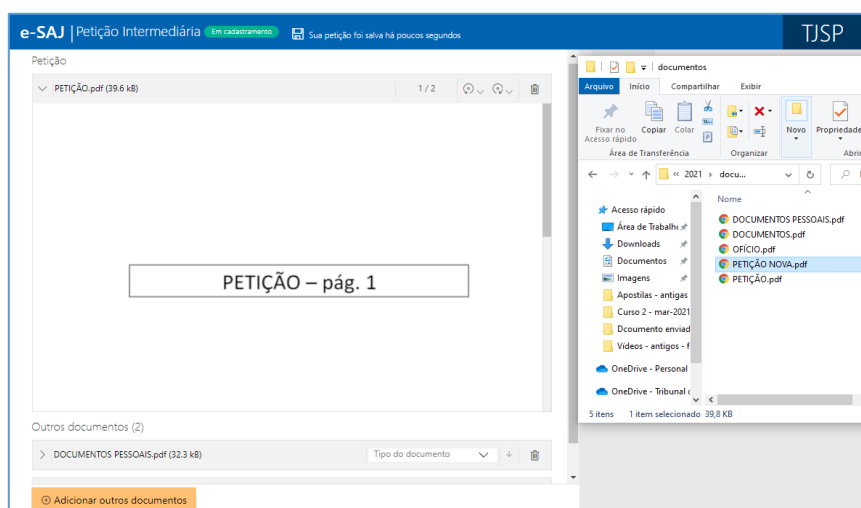 e-SAJ | Petição Intermediária Em cadastramento Sua petição foi salva há poucos segundos TJSP
Petição
PETIÇÃO.pdf (39.6 kB) 1 / 2
PETIÇÃO – pág. 1
Outros documentos (2)
DOCUMENTOS PESSOAIS.pdf (32.3 kB) Tipo do documento
Adicionar outros documentos
documentos
Arquivo Início Compartilhar Exibir
Fixar no Acesso rápido
Copiar
Colar
Novo
Propriedade
Área de Transferência Organizar Abri
« 2021 › docu...
Nome
Acesso rápido
Área de Trabalho
Downloads
Documentos
Imagens
Apostilas - antigas
Curso 2 - mar-2021
Dcoumento enviad
Vídeos - antigos - f
OneDrive - Personal
OneDrive - Tribunal
DOCUMENTOS PESSOAIS.pdf
DOCUMENTOS.pdf
OFÍCIO.pdf
PETIÇÃO NOVA.pdf
PETIÇÃO.pdf
5 itens 1 item selecionado 39,8 KB